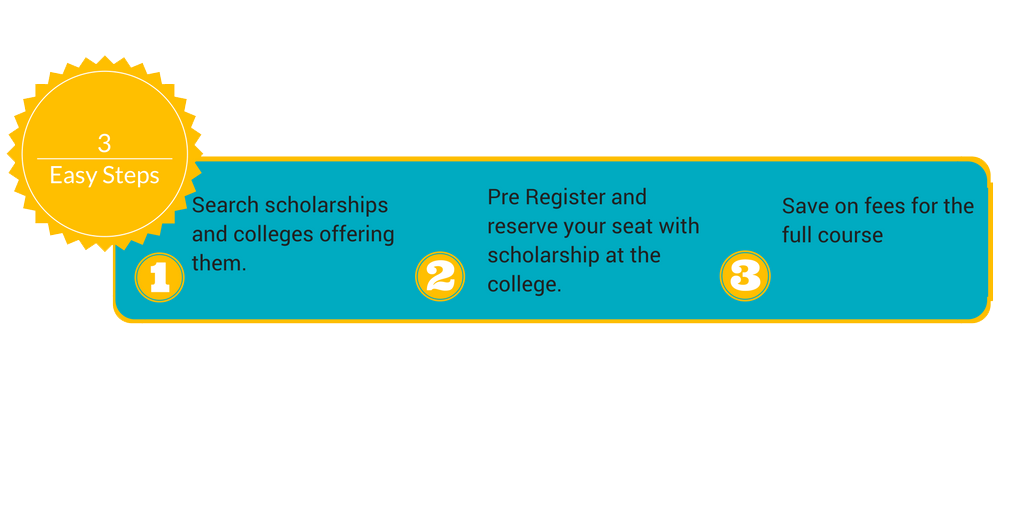 3
Easy Steps
Search scholarships
and colleges offering
them.
1
Pre Register and
reserve your seat with
scholarship at the
college.
2
Save on fees for the
full course
3